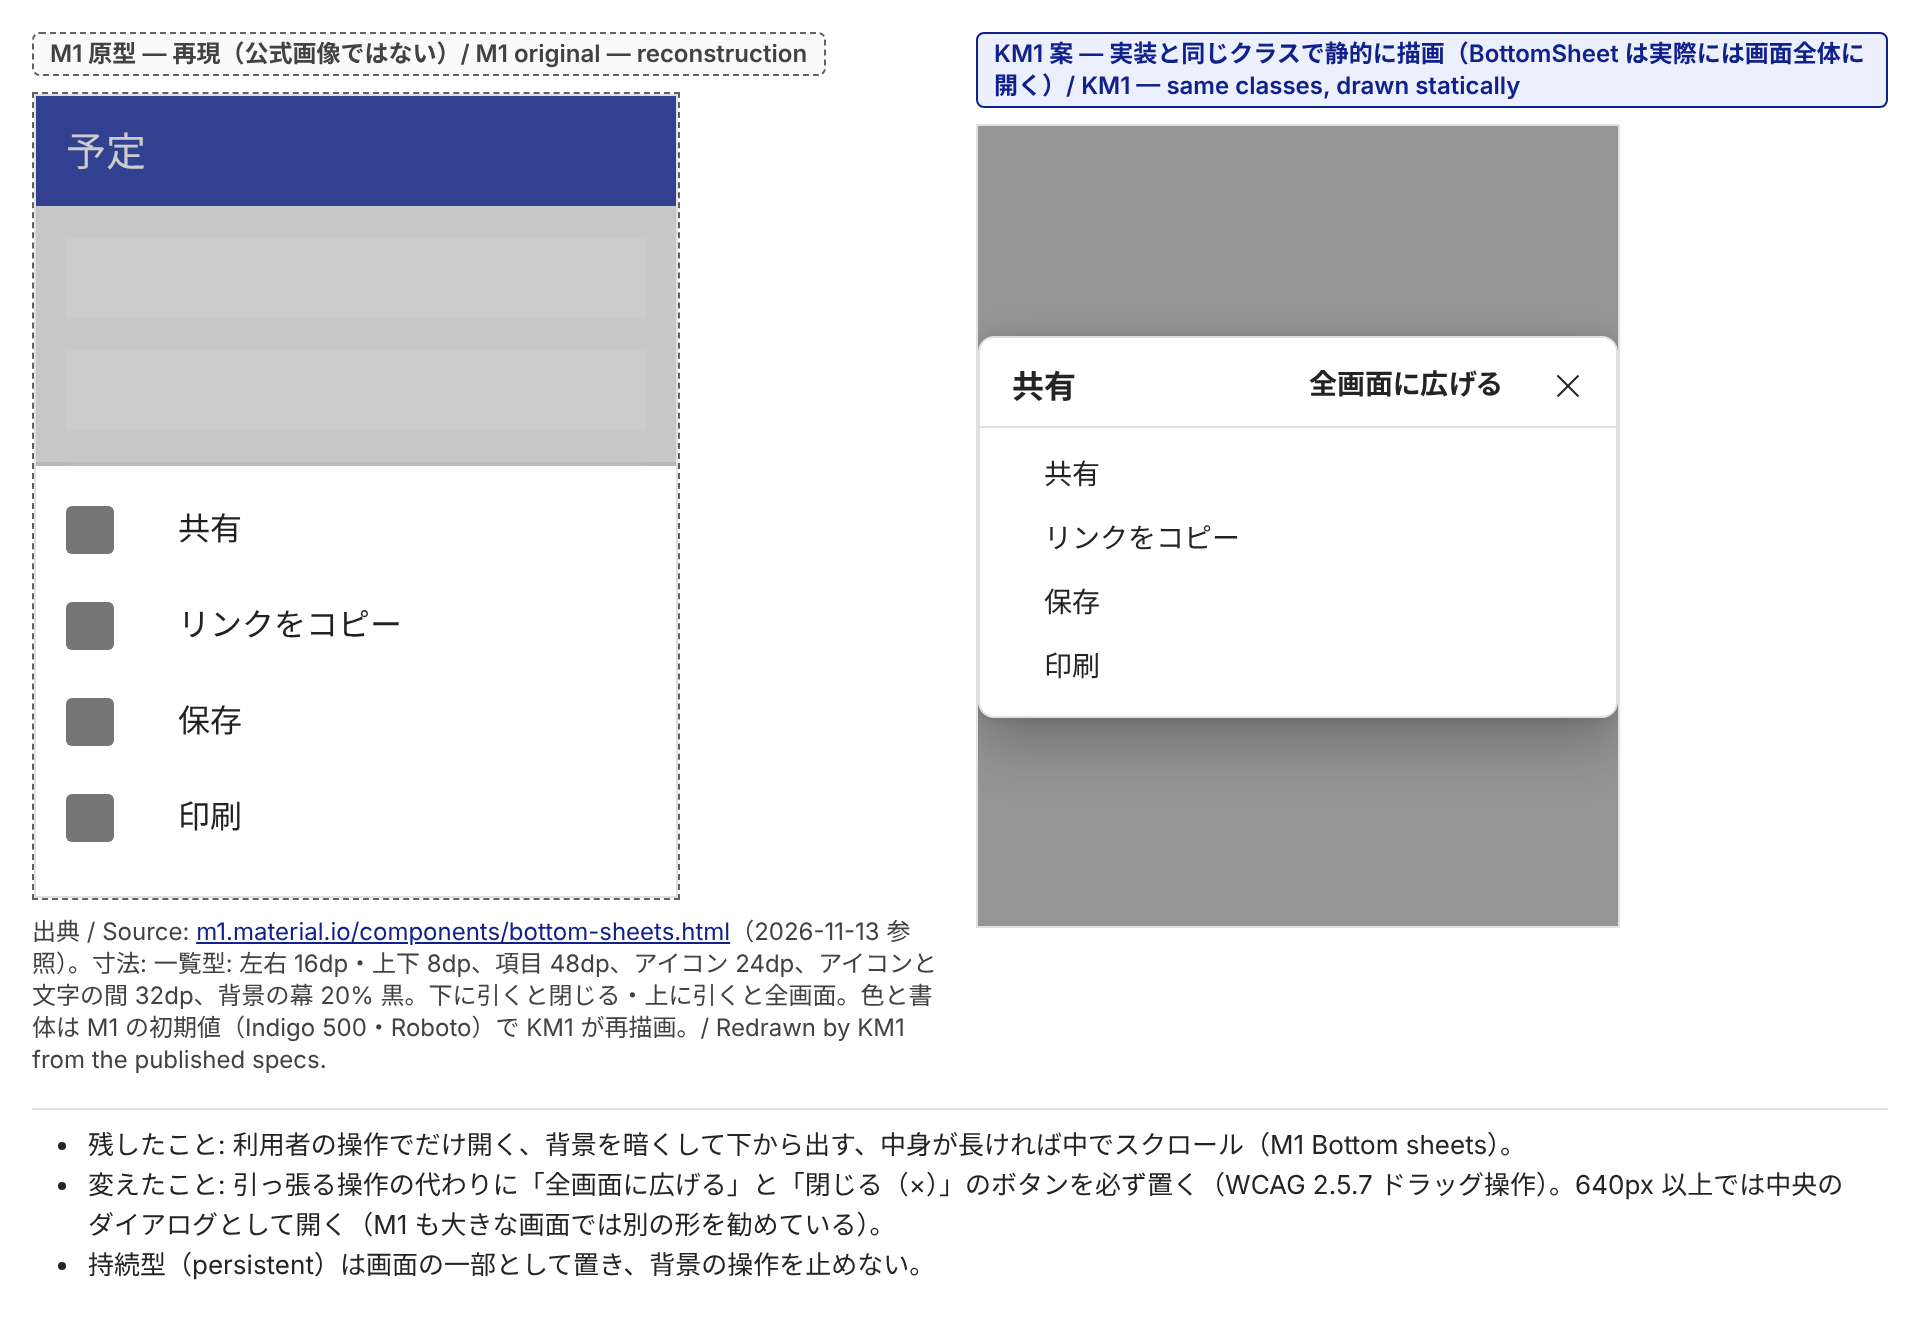 M1 原型 — 再現（公式画像ではない）/ M1 original — reconstruction
予定
共有
リンクをコピー
保存
印刷
出典 / Source: m1.material.io/components/bottom-sheets.html（2026-11-13 参
照）。寸法: 一覧型: 左右 16dp・上下 8dp、項目 48dp、アイコン 24dp、アイコンと
文字の間 32dp、背景の幕 20% 黒。下に引くと閉じる・上に引くと全画面。色と書
体は M1 の初期値（Indigo 500・Roboto）で KM1 が再描画。/ Redrawn by KM1
from the published specs.
KM1 案 — 実装と同じクラスで静的に描画（BottomSheet は実際には画面全体に
開く）/ KM1 — same classes, drawn statically
共有 全画面に広げる
共有
リンクをコピー
保存
印刷
・残したこと: 利用者の操作でだけ開く、背景を暗くして下から出す、中身が長ければ中でスクロール（M1 Bottom sheets）。
・変えたこと: 引っ張る操作の代わりに「全画面に広げる」と「閉じる（×）」のボタンを必ず置く（WCAG 2.5.7 ドラッグ操作）。640px 以上では中央の
ダイアログとして開く（M1 も大きな画面では別の形を勧めている）。
・持続型（persistent）は画面の一部として置き、背景の操作を止めない。